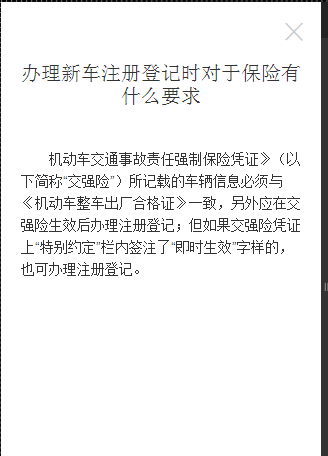 办理新车注册登记时对于保险有
什么要求
机动车交通事故责任强制保险凭证》（以
下简称“交强险”）所记载的车辆信息必须与
《机动车整车出厂合格证》一致，另外应在交
强险生效后办理注册登记；但如果交强险凭证
上“特别约定”栏内签注了“即时生效”字样的，
也可办理注册登记。